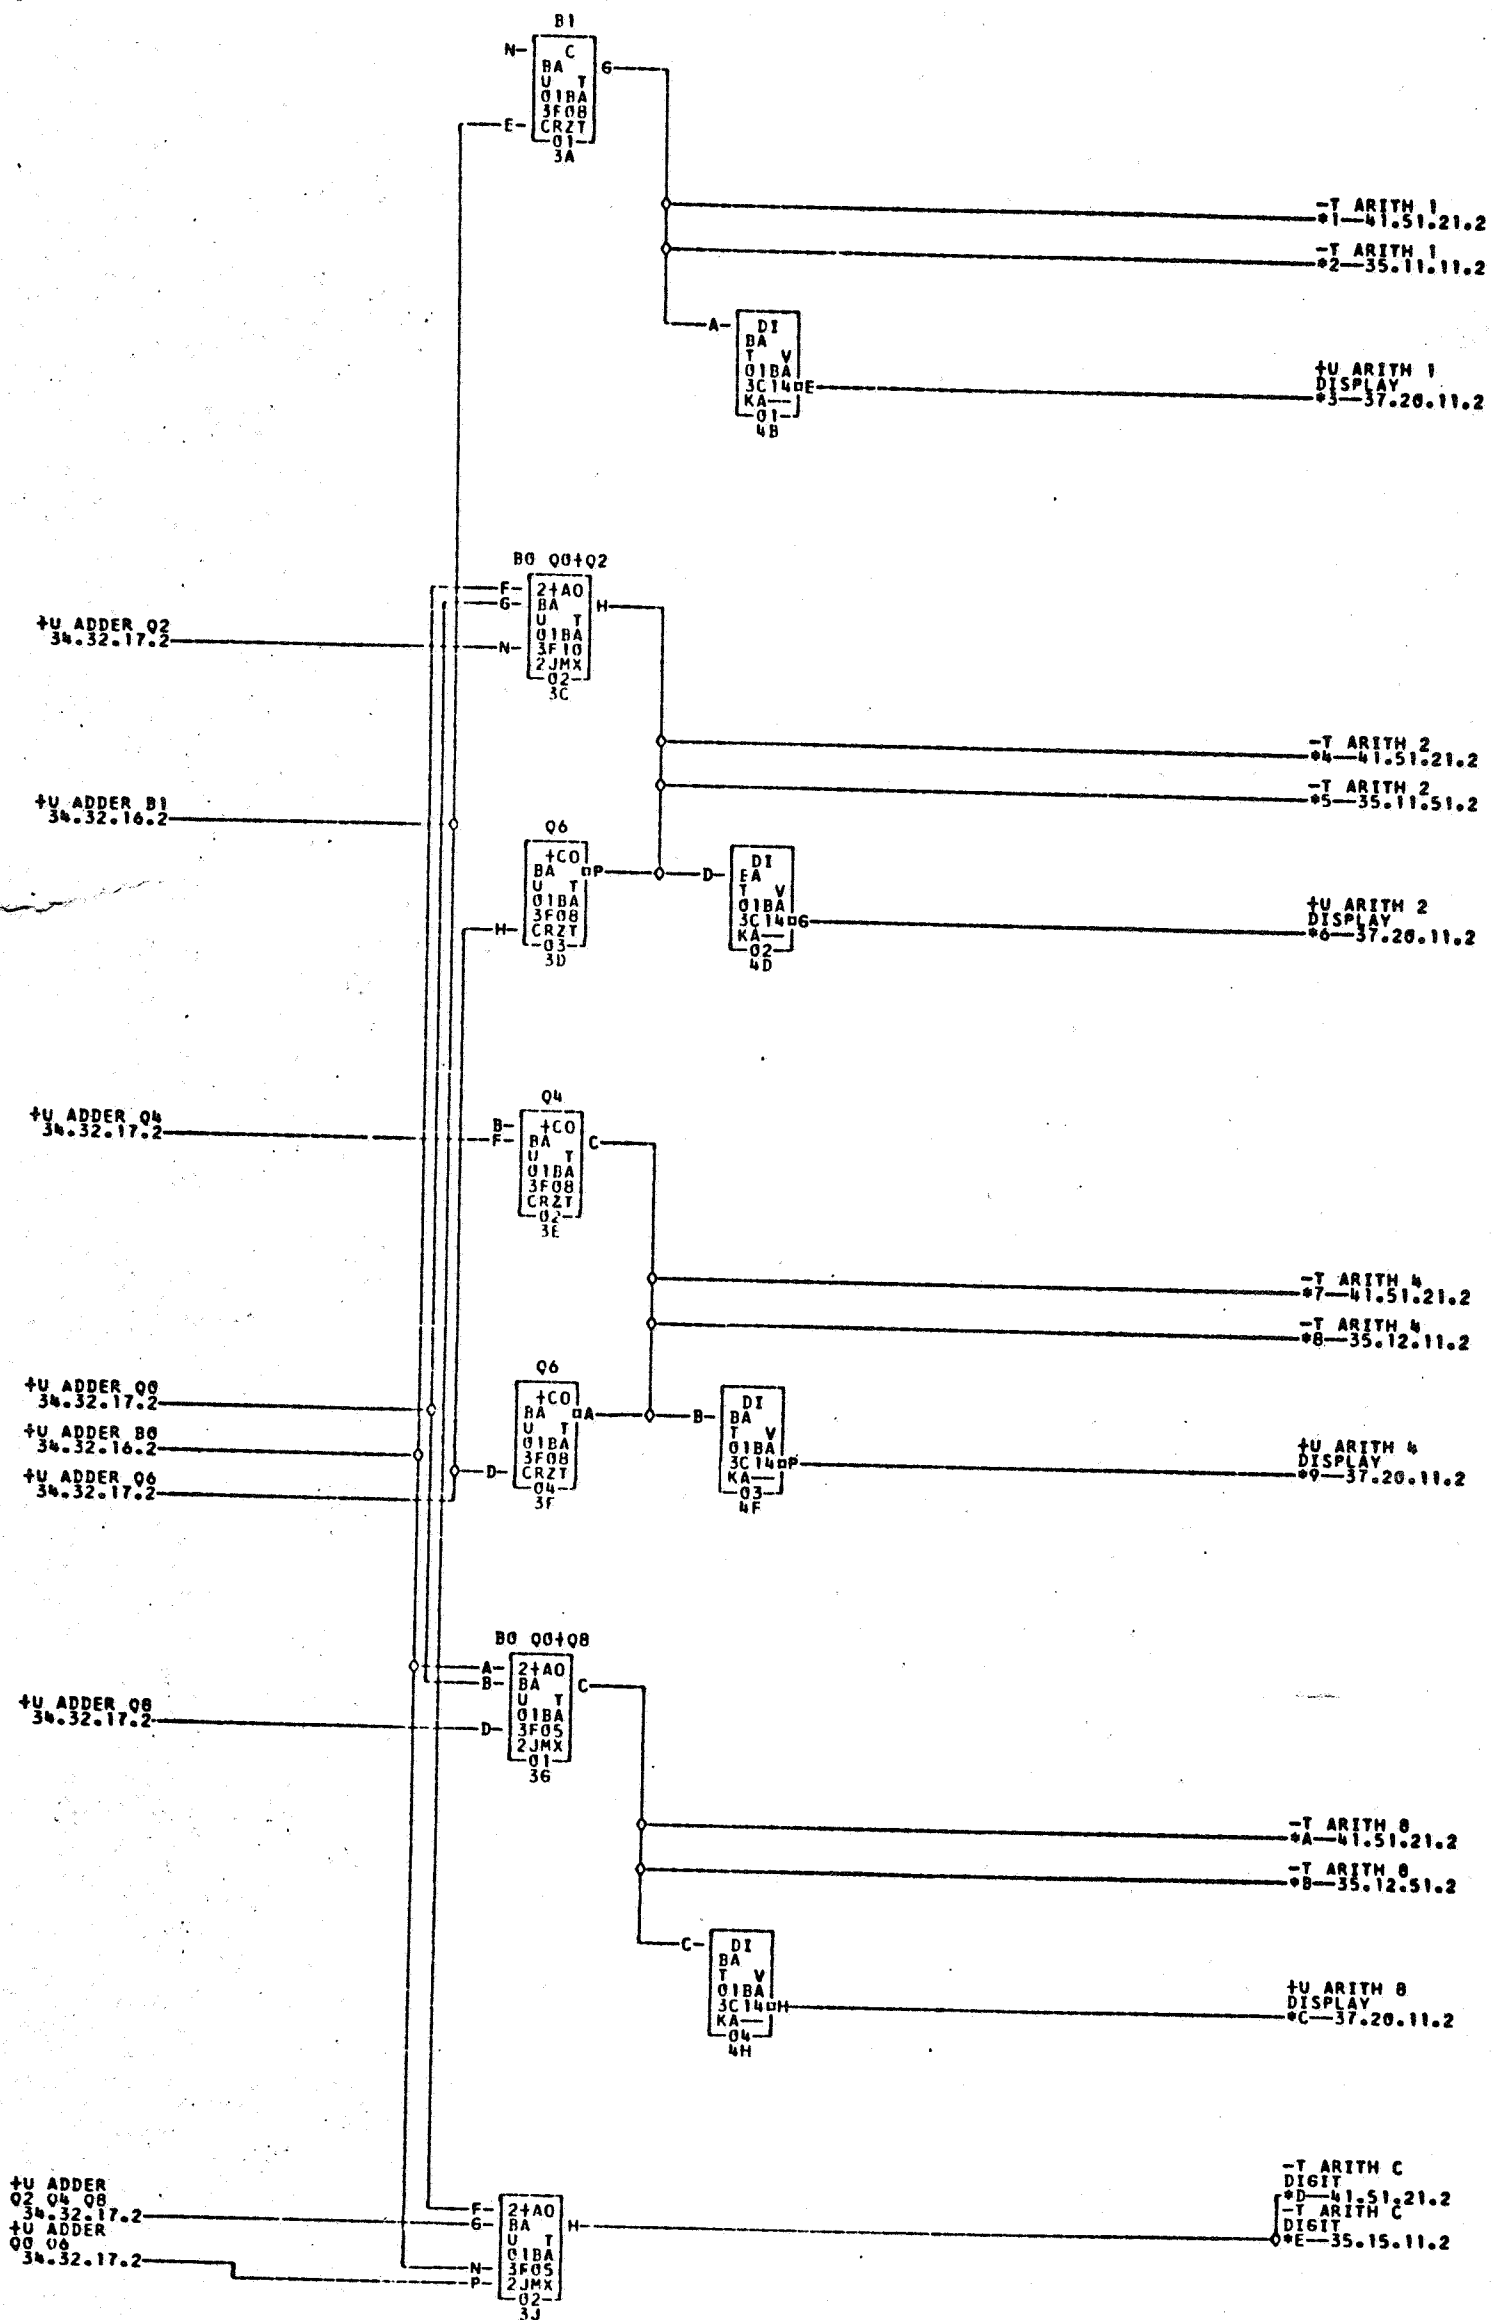 B1
N- C
BA G
U T
01BA
3F08
E- CRZT
01
3A
-T ARITH 1
*1—41.51.21.2
-T ARITH 1
*2—35.11.11.2
A- DI
BA
T V
01BA
3C14 E
KA—
01
4B
+U ARITH 1
DISPLAY
*3—37.20.11.2
B0 Q0+Q2
F- 2+AO
G- BA H
U T
01BA
N- 3F10
2JMX
02
3C
+U ADDER Q2
34.32.17.2
-T ARITH 2
*4—41.51.21.2
-T ARITH 2
*5—35.11.51.2
+U ADDER B1
34.32.16.2
Q6
+CO
BA P
U T
01BA
3F08
H- CRZT
03
3D
D- DI
EA
T V
01BA
3C14 G
KA—
02
4D
+U ARITH 2
DISPLAY
*6—37.20.11.2
+U ADDER Q4
34.32.17.2
Q4
B- +CO
F- BA C
U T
01BA
3F08
CRZT
02
3E
-T ARITH 4
*7—41.51.21.2
-T ARITH 4
*8—35.12.11.2
+U ADDER Q0
34.32.17.2
+U ADDER B0
34.32.16.2
+U ADDER Q6
34.32.17.2
Q6
+CO
BA A
U T
01BA
3F08
D- CRZT
04
3F
B- DI
BA
T V
01BA
3C14 P
KA—
03
4F
+U ARITH 4
DISPLAY
*9—37.20.11.2
B0 Q0+Q8
A- 2+AO
B- BA C
U T
01BA
D- 3F05
2JMX
01
3G
+U ADDER Q8
34.32.17.2
-T ARITH 8
*A—41.51.21.2
-T ARITH 8
*B—35.12.51.2
C- DI
BA
T V
01BA
3C14 H
KA—
04
4H
+U ARITH 8
DISPLAY
*C—37.20.11.2
+U ADDER
Q2 Q4 Q8
34.32.17.2
+U ADDER
Q0 Q6
34.32.17.2
F- 2+AO
G- BA H
U T
01BA
N- 3F05
P- 2JMX
02
3J
-T ARITH C
DIGIT
*D—41.51.21.2
-T ARITH C
DIGIT
*E—35.15.11.2